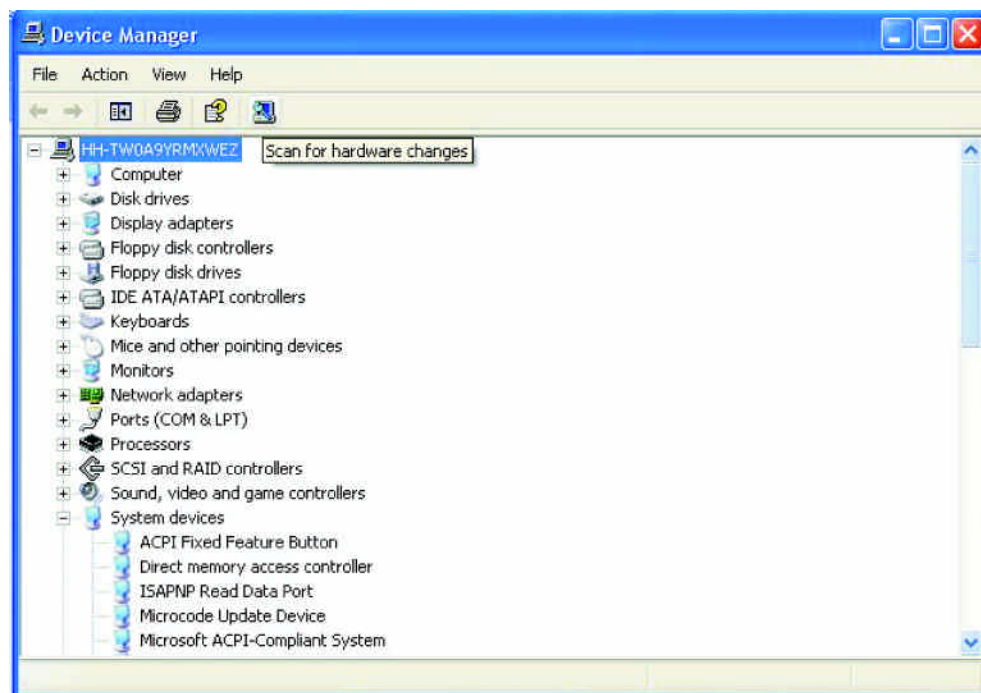 Device Manager
File Action View Help
HH-TW0A9YRMXWEZ Scan for hardware changes
Computer
Disk drives
Display adapters
Floppy disk controllers
Floppy disk drives
IDE ATA/ATAPI controllers
Keyboards
Mice and other pointing devices
Monitors
Network adapters
Ports (COM & LPT)
Processors
SCSI and RAID controllers
Sound, video and game controllers
System devices
ACPI Fixed Feature Button
Direct memory access controller
ISAPNP Read Data Port
Microcode Update Device
Microsoft ACPI-Compliant System